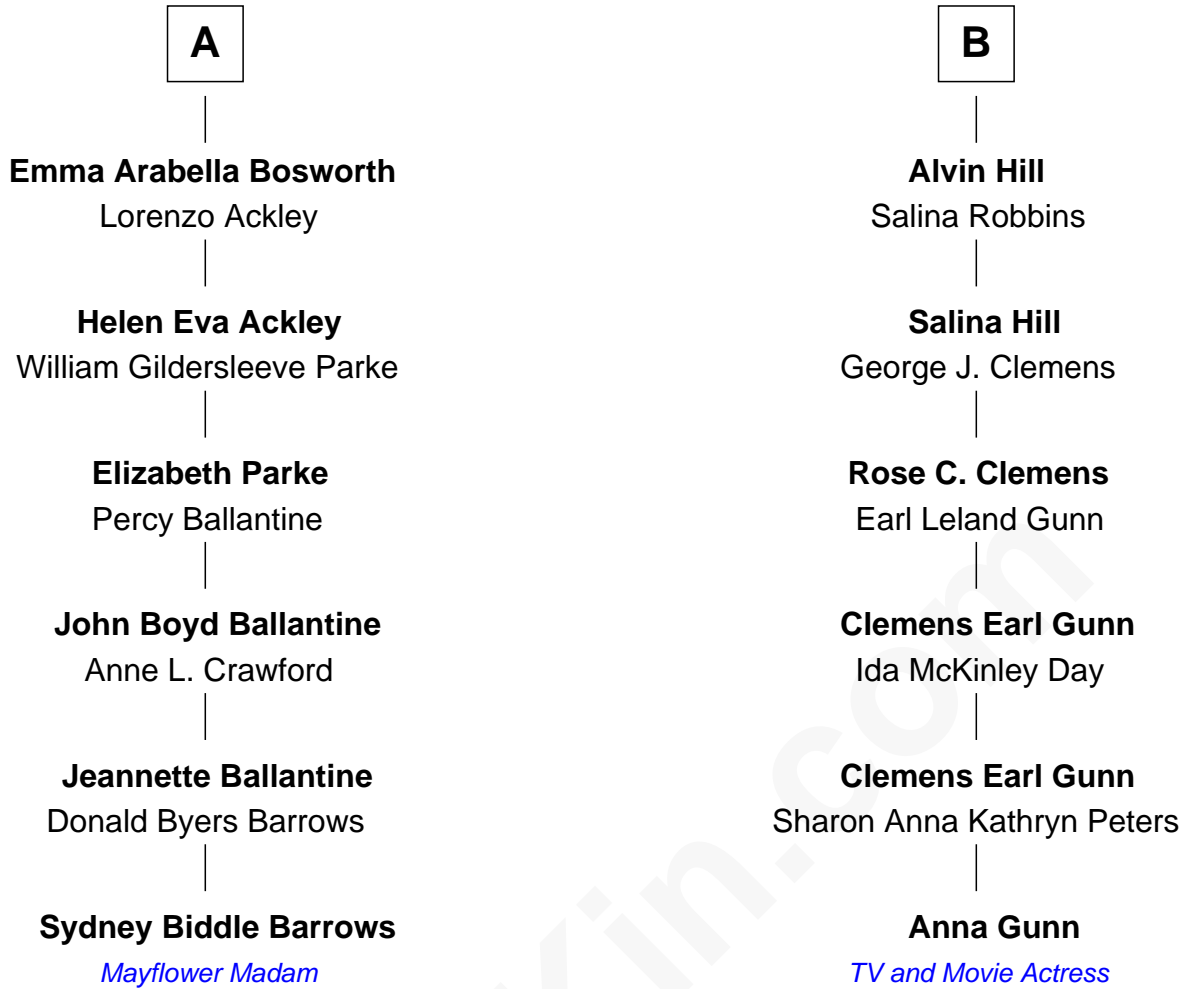 A
Emma Arabella Bosworth
Lorenzo Ackley
Helen Eva Ackley
William Gildersleeve Parke
Elizabeth Parke
Percy Ballantine
John Boyd Ballantine
Anne L. Crawford
Jeannette Ballantine
Donald Byers Barrows
Sydney Biddle Barrows
Mayflower Madam
B
Alvin Hill
Salina Robbins
Salina Hill
George J. Clemens
Rose C. Clemens
Earl Leland Gunn
Clemens Earl Gunn
Ida McKinley Day
Clemens Earl Gunn
Sharon Anna Kathryn Peters
Anna Gunn
TV and Movie Actress
Kin.com